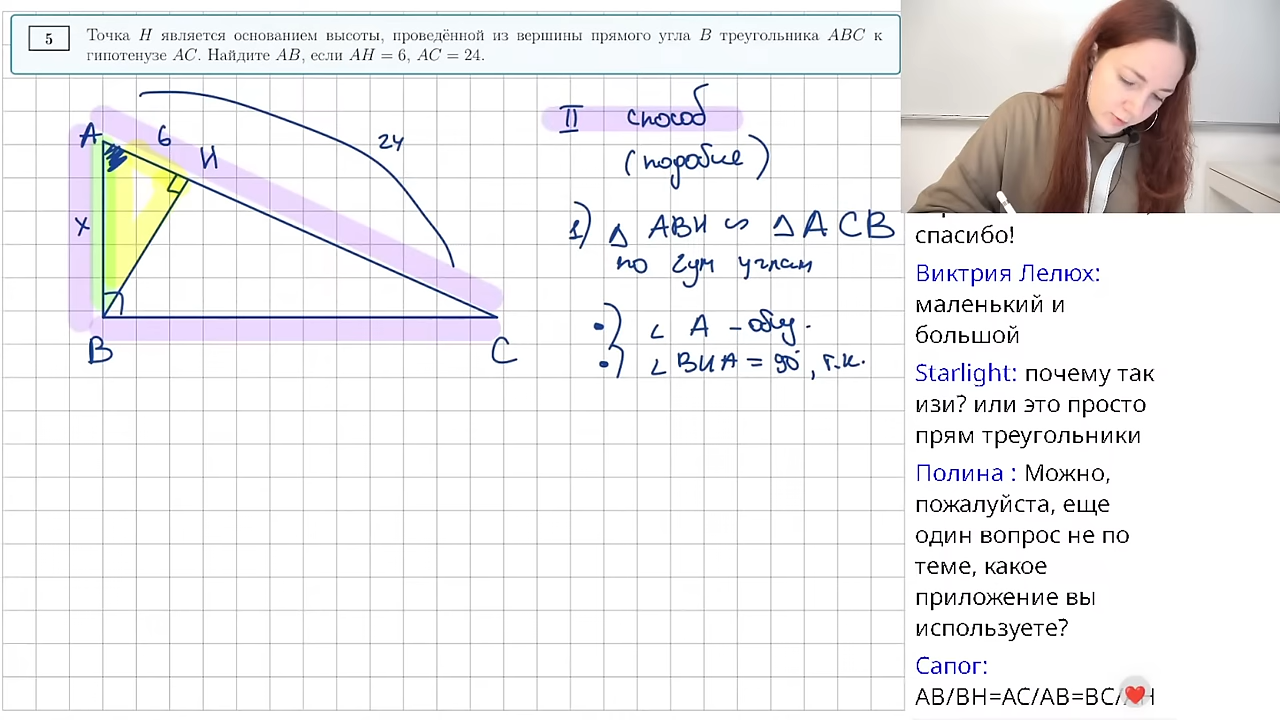 5
Точка H является основанием высоты, проведённой из вершины прямого угла B треугольника ABC к
гипотенузе AC. Найдите AB, если AH = 6, AC = 24.
A
6
H
24
x
B
C
II способ
(подобие)
1) △ ABH ∽ △ ACB
по 2ум углам
• ∠ A – общ.
• ∠ BHA = 90°, т.к.
спасибо!
Виктрия Лелюх:
маленький и
большой
Starlight: почему так
изи? или это просто
прям треугольники
Полина : Можно,
пожалуйста, еще
один вопрос не по
теме, какое
приложение вы
используете?
Сапог:
AB/BH=AC/AB=BC/